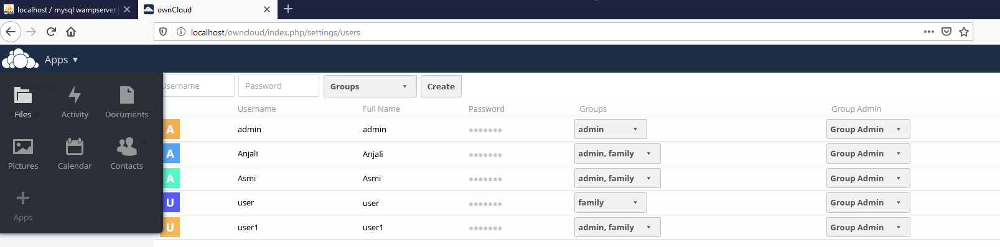 localhost / mysql wampserver
ownCloud
localhost/owncloud/index.php/settings/users
Apps ▼
Username Password Groups Create
Files Activity Documents
Pictures Calendar Contacts
Apps
Username Full Name Password Groups Group Admin
A admin admin ●●●●●●● admin Group Admin
A Anjali Anjali ●●●●●●● admin, family Group Admin
A Asmi Asmi ●●●●●●● admin, family Group Admin
U user user ●●●●●●● family Group Admin
U user1 user1 ●●●●●●● admin, family Group Admin